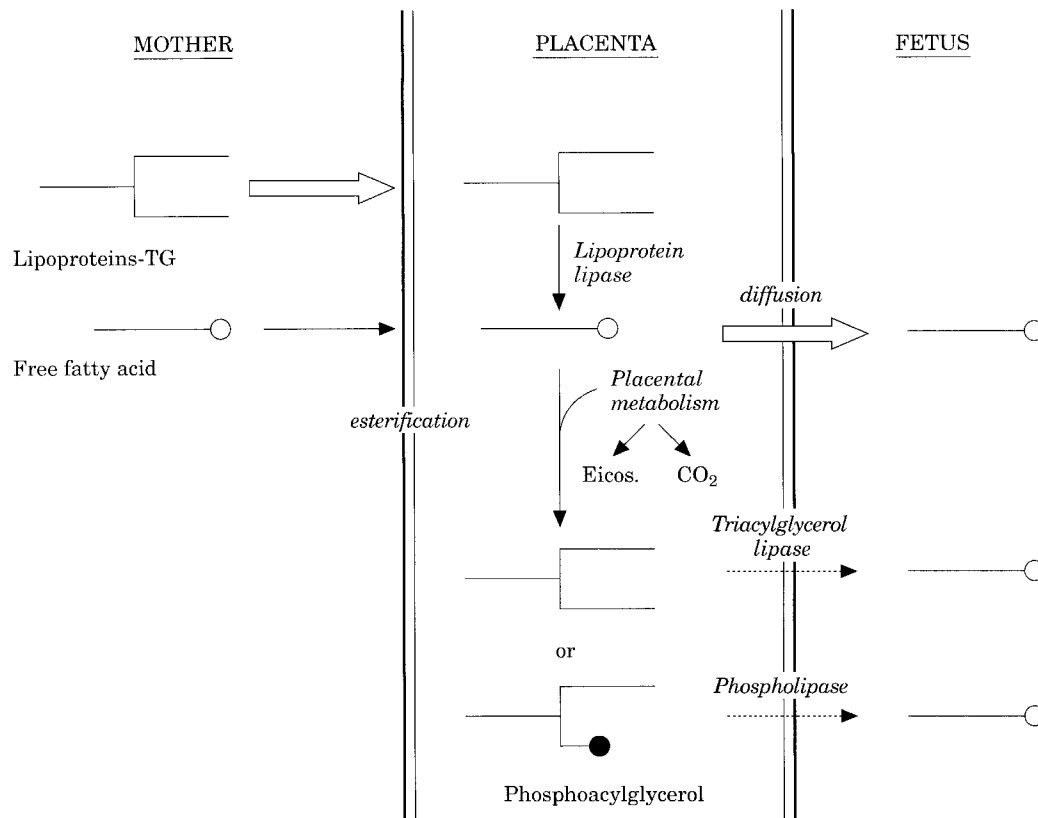 MOTHER
PLACENTA
FETUS
Lipoproteins-TG
Lipoprotein
lipase
diffusion
Free fatty acid
Placental
metabolism
esterification
Eicos.
CO₂
Triacylglycerol
lipase
or
Phospholipase
Phosphoacylglycerol